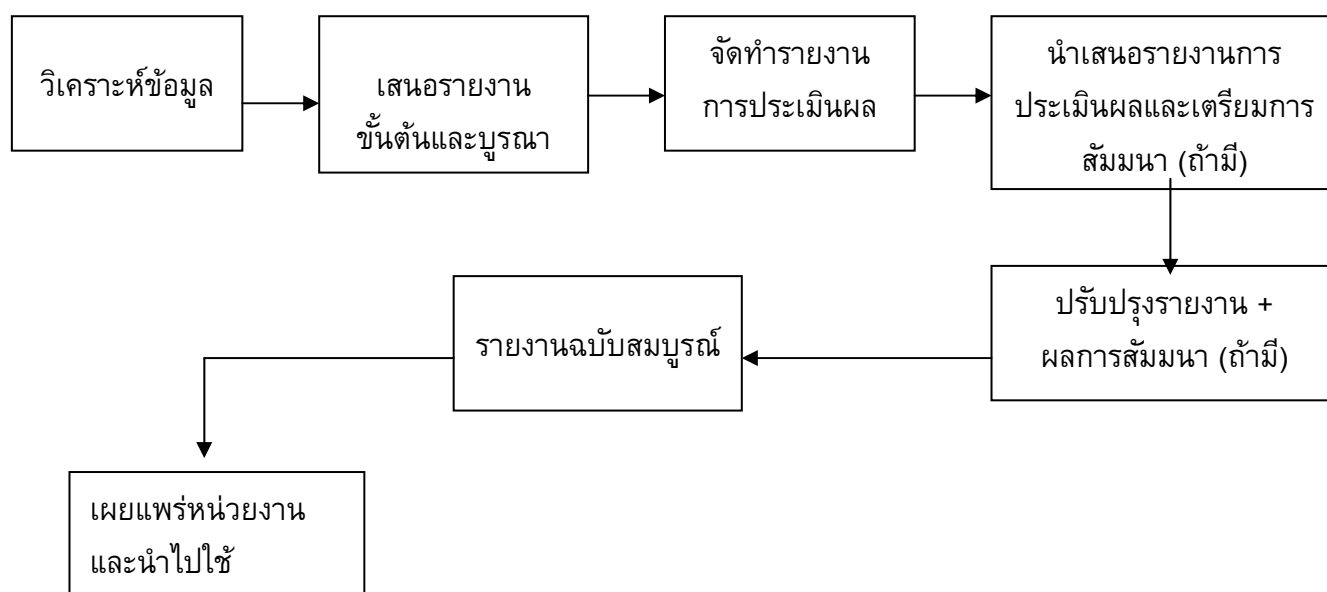 วิเคราะห์ข้อมูล
เสนอรายงาน
ขั้นต้นและบูรณา
จัดทำรายงาน
การประเมินผล
นำเสนอรายงานการ
ประเมินผลและเตรียมการ
สัมมนา (ถ้ามี)
ปรับปรุงรายงาน +
ผลการสัมมนา (ถ้ามี)
รายงานฉบับสมบูรณ์
เผยแพร่หน่วยงาน
และนำไปใช้